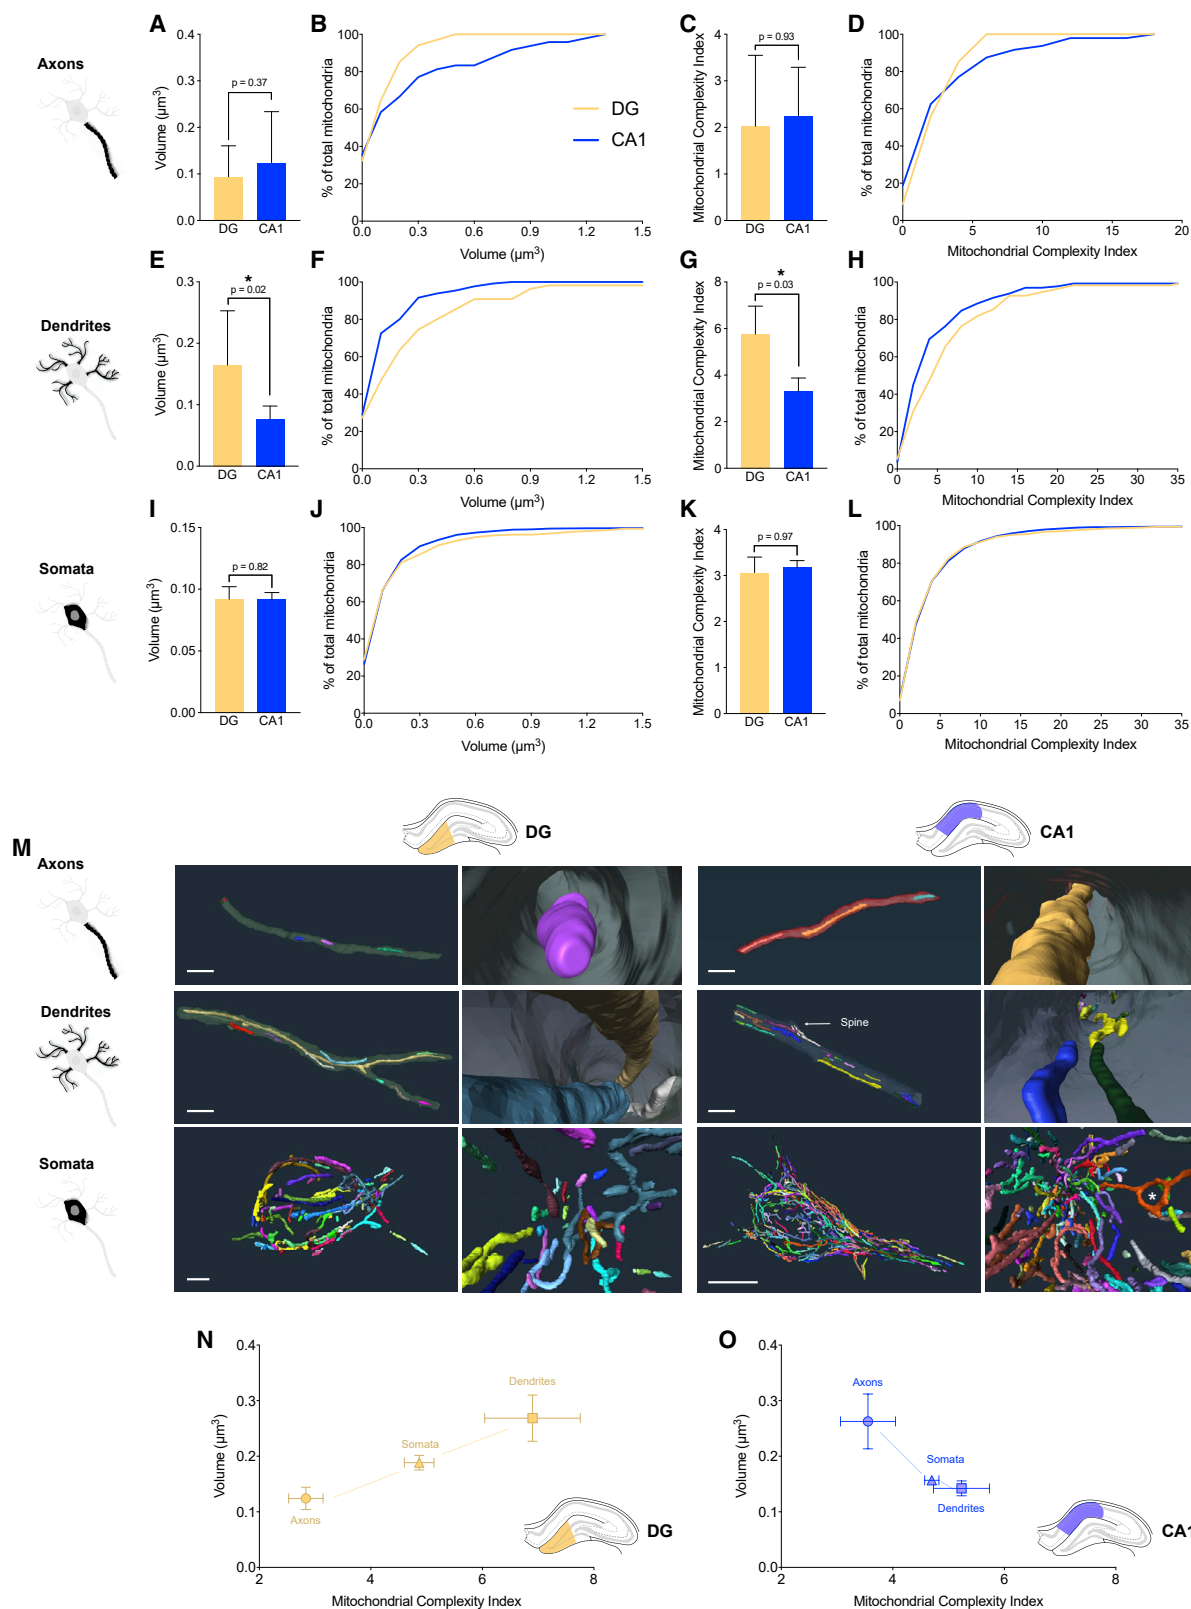 A
B
C
D
Axons
Volume (µm3)
0.4
0.3
0.2
0.1
0.0
p = 0.37
DG
CA1
% of total mitochondria
100
80
60
40
20
0
DG
CA1
0.0
0.3
0.6
0.9
1.2
1.5
Volume (µm3)
Mitochondrial Complexity Index
4
3
2
1
0
p = 0.93
DG
CA1
% of total mitochondria
100
80
60
40
20
0
0
5
10
15
20
Mitochondrial Complexity Index
E
F
G
H
Dendrites
Volume (µm3)
0.3
0.2
0.1
0.0
*
p = 0.02
DG
CA1
% of total mitochondria
100
80
60
40
20
0
0.0
0.3
0.6
0.9
1.2
1.5
Volume (µm3)
Mitochondrial Complexity Index
8
6
4
2
0
*
p = 0.03
DG
CA1
% of total mitochondria
100
80
60
40
20
0
0
5
10
15
20
25
30
35
Mitochondrial Complexity Index
I
J
K
L
Somata
Volume (µm3)
0.15
0.10
0.05
0.00
p = 0.82
DG
CA1
% of total mitochondria
100
80
60
40
20
0
0.0
0.3
0.6
0.9
1.2
1.5
Volume (µm3)
Mitochondrial Complexity Index
4
3
2
1
0
p = 0.97
DG
CA1
% of total mitochondria
100
80
60
40
20
0
0
5
10
15
20
25
30
35
Mitochondrial Complexity Index
M
DG
CA1
Axons
Dendrites
Spine
Somata
*
N
Volume (µm3)
0.4
0.3
0.2
0.1
0.0
Dendrites
Somata
Axons
DG
2
4
6
8
Mitochondrial Complexity Index
O
Volume (µm3)
0.4
0.3
0.2
0.1
0.0
Axons
Somata
Dendrites
CA1
2
4
6
8
Mitochondrial Complexity Index